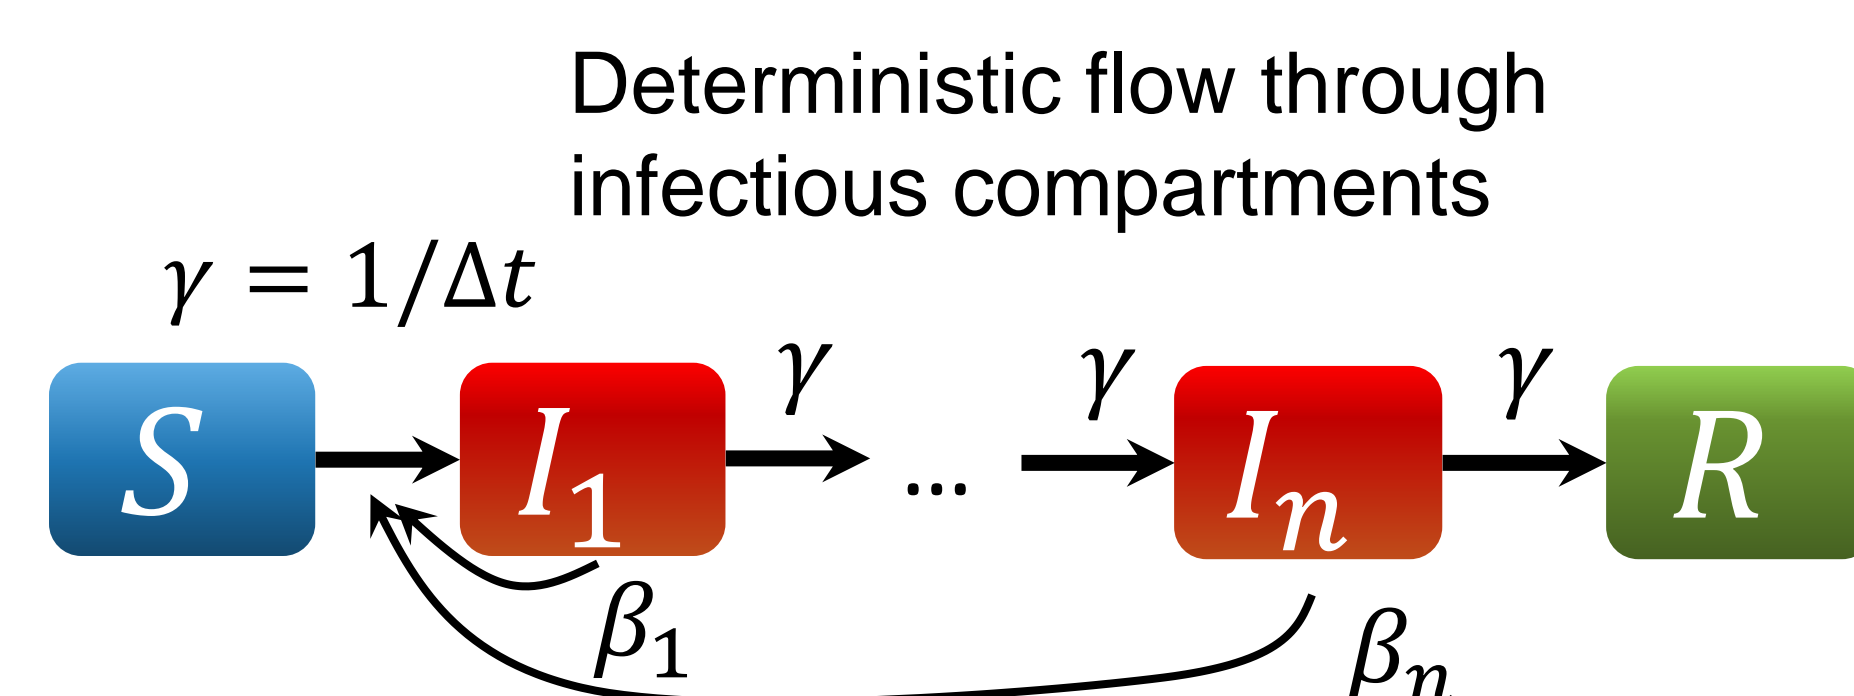 Deterministic flow through
infectious compartments
γ = 1/Δt
γ γ γ
S I₁ ... Iₙ R
β₁ βₙ